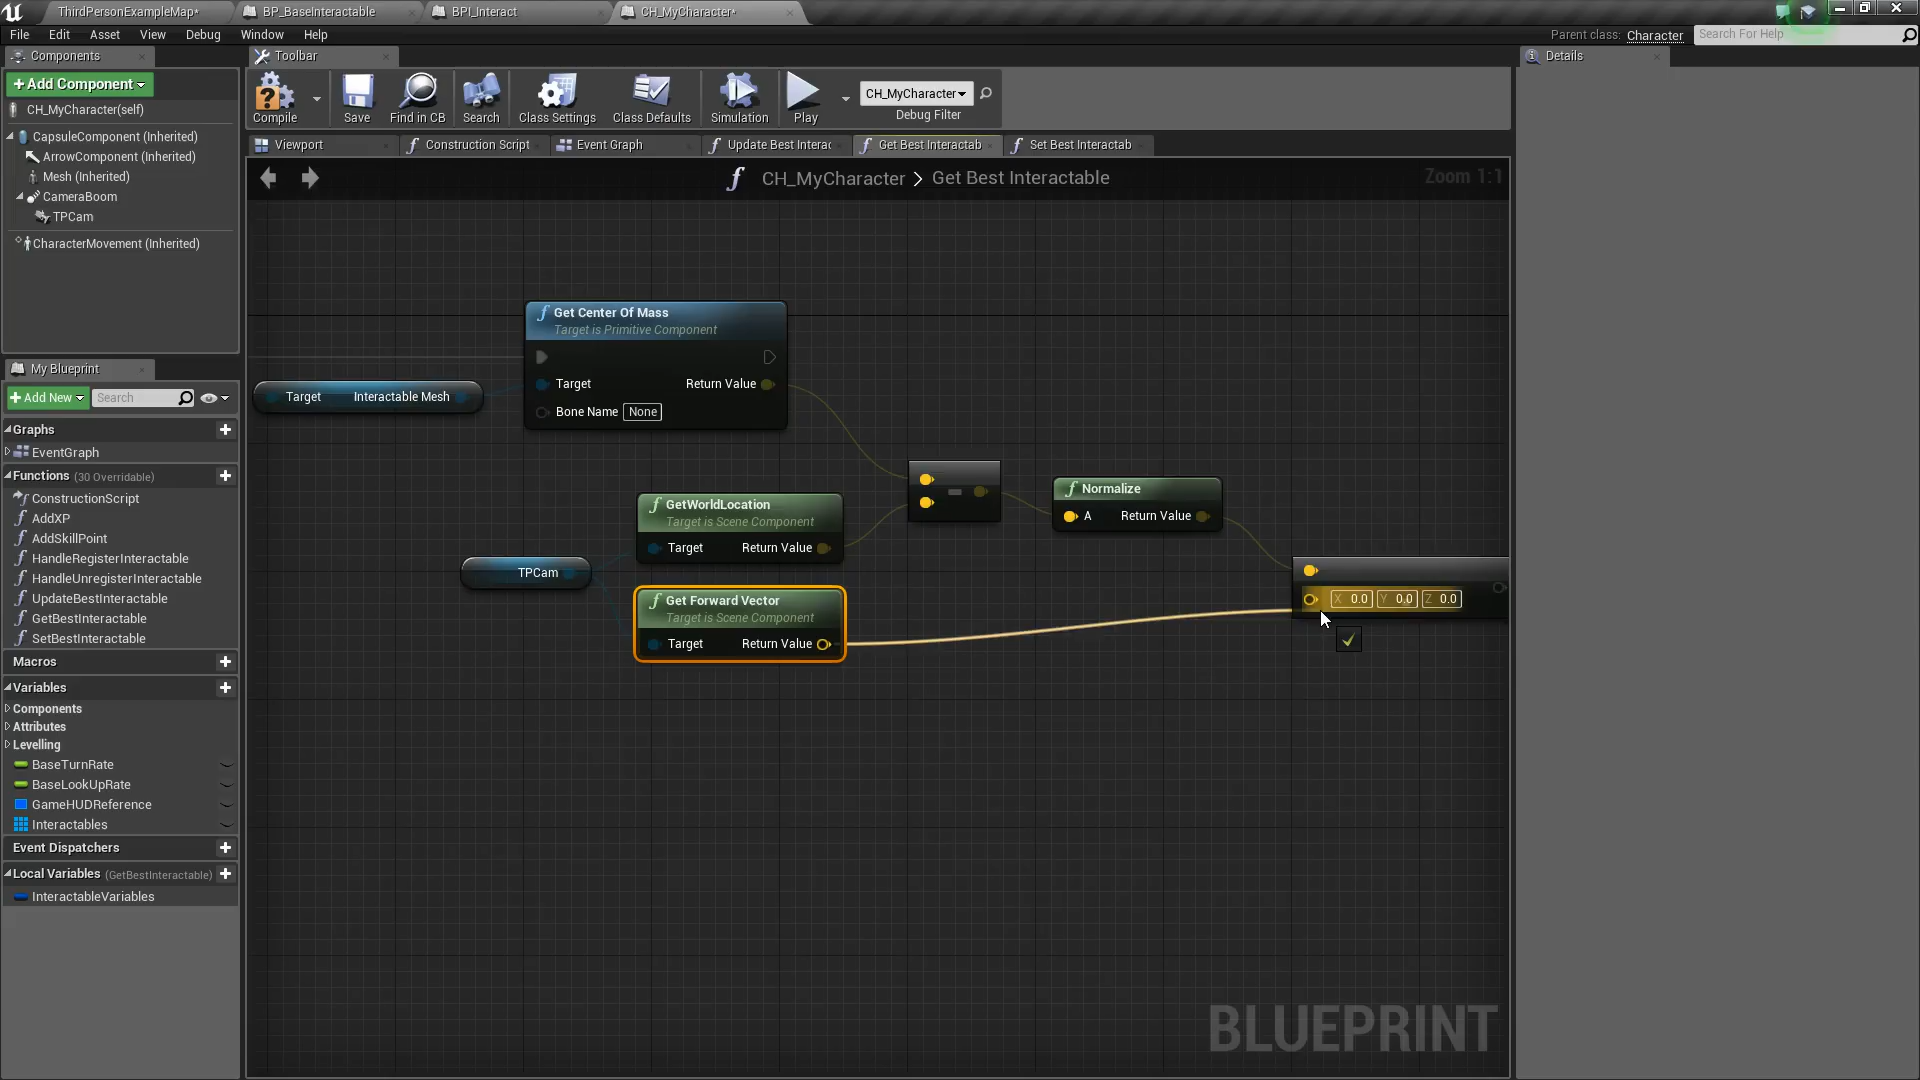 ThirdPersonExampleMap*
BP_BaseInteractable
BPI_Interact
CH_MyCharacter*
File Edit Asset View Debug Window Help
Parent class: Character
Search For Help
Components
Toolbar
Details
+Add Component
CH_MyCharacter(self)
CapsuleComponent (Inherited)
ArrowComponent (Inherited)
Mesh (Inherited)
CameraBoom
TPCam
CharacterMovement (Inherited)
Compile
Save
Find in CB
Search
Class Settings
Class Defaults
Simulation
Play
CH_MyCharacter
Debug Filter
Viewport
Construction Script
Event Graph
Update Best Interac
Get Best Interactab
Set Best Interactab
CH_MyCharacter > Get Best Interactable
Zoom 1:1
My Blueprint
+Add New
Search
Graphs
EventGraph
Functions (30 Overridable)
ConstructionScript
AddXP
AddSkillPoint
HandleRegisterInteractable
HandleUnregisterInteractable
UpdateBestInteractable
GetBestInteractable
SetBestInteractable
Macros
Variables
Components
Attributes
Levelling
BaseTurnRate
BaseLookUpRate
GameHUDReference
Interactables
Event Dispatchers
Local Variables (GetBestInteractable)
InteractableVariables
Get Center Of Mass
Target is Primitive Component
Target Return Value
Bone Name None
Target Interactable Mesh
GetWorldLocation
Target is Scene Component
Target Return Value
TPCam
Get Forward Vector
Target is Scene Component
Target Return Value
Normalize
A Return Value
X 0.0 Y 0.0 Z 0.0
BLUEPRINT